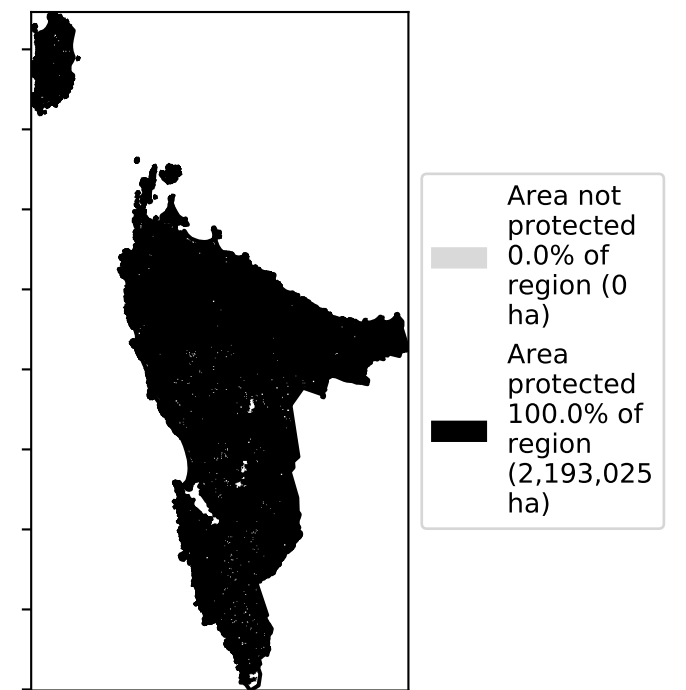 Area not
protected
0.0% of
region (0
ha)
Area
protected
100.0% of
region
(2,193,025
ha)